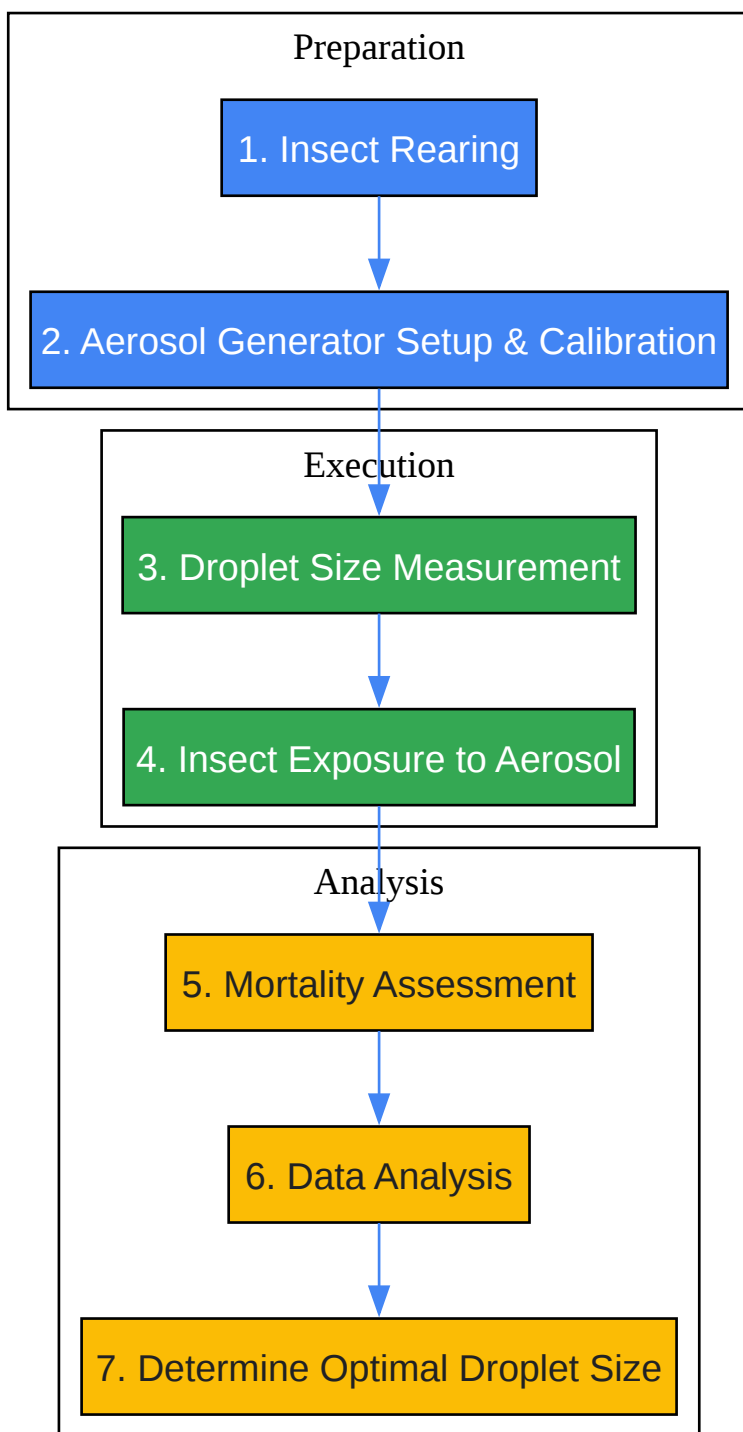 Preparation
1. Insect Rearing
2. Aerosol Generator Setup & Calibration
Execution
3. Droplet Size Measurement
4. Insect Exposure to Aerosol
Analysis
5. Mortality Assessment
6. Data Analysis
7. Determine Optimal Droplet Size